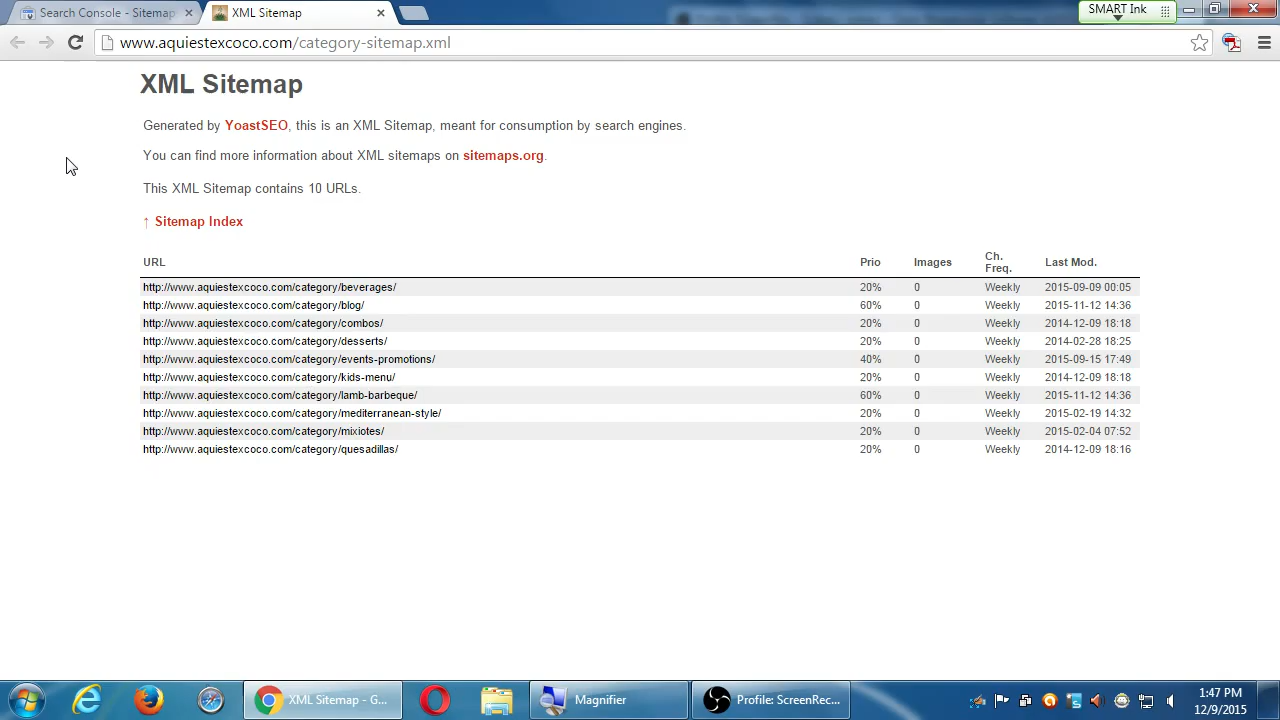 Search Console - Sitemap
XML Sitemap
SMART Ink
www.aquiestexcoco.com/category-sitemap.xml
XML Sitemap
Generated by YoastSEO, this is an XML Sitemap, meant for consumption by search engines.
You can find more information about XML sitemaps on sitemaps.org.
This XML Sitemap contains 10 URLs.
↑ Sitemap Index
URL Prio Images Ch. Freq. Last Mod.
http://www.aquiestexcoco.com/category/beverages/ 20% 0 Weekly 2015-09-09 00:05
http://www.aquiestexcoco.com/category/blog/ 60% 0 Weekly 2015-11-12 14:36
http://www.aquiestexcoco.com/category/combos/ 20% 0 Weekly 2014-12-09 18:18
http://www.aquiestexcoco.com/category/desserts/ 20% 0 Weekly 2014-02-28 18:25
http://www.aquiestexcoco.com/category/events-promotions/ 40% 0 Weekly 2015-09-15 17:49
http://www.aquiestexcoco.com/category/kids-menu/ 20% 0 Weekly 2014-12-09 18:18
http://www.aquiestexcoco.com/category/lamb-barbeque/ 60% 0 Weekly 2015-11-12 14:36
http://www.aquiestexcoco.com/category/mediterranean-style/ 20% 0 Weekly 2015-02-19 14:32
http://www.aquiestexcoco.com/category/mixiotes/ 20% 0 Weekly 2015-02-04 07:52
http://www.aquiestexcoco.com/category/quesadillas/ 20% 0 Weekly 2014-12-09 18:16
XML Sitemap - G...
Magnifier
Profile: ScreenRec...
1:47 PM
12/9/2015